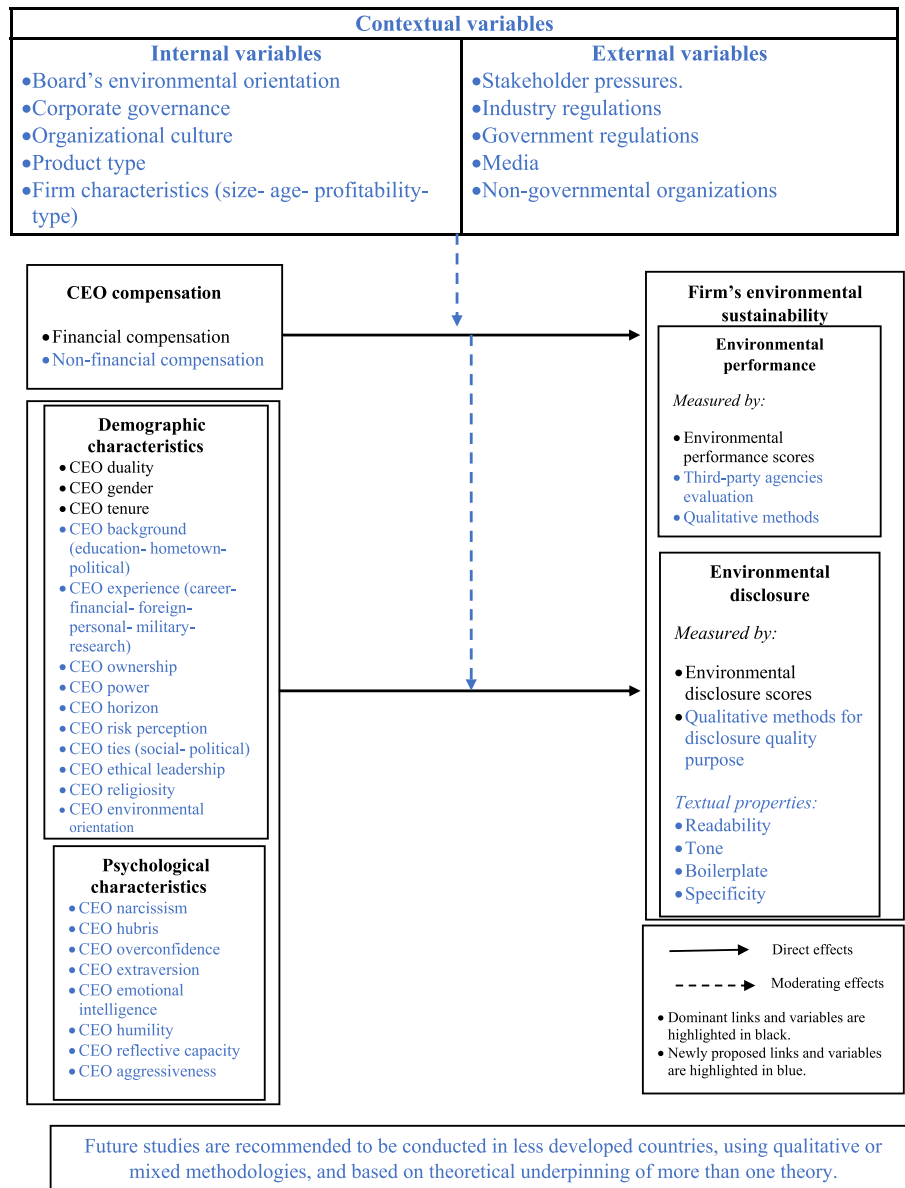 Contextual variables
Internal variables
•Board's environmental orientation
•Corporate governance
•Organizational culture
•Product type
•Firm characteristics (size- age- profitability-
type)
External variables
•Stakeholder pressures.
•Industry regulations
•Government regulations
•Media
•Non-governmental organizations
CEO compensation
•Financial compensation
•Non-financial compensation
Demographic
characteristics
• CEO duality
• CEO gender
• CEO tenure
• CEO background
(education- hometown-
political)
• CEO experience (career-
financial- foreign-
personal- military-
research)
• CEO ownership
• CEO power
• CEO horizon
• CEO risk perception
• CEO ties (social- political)
• CEO ethical leadership
• CEO religiosity
• CEO environmental
orientation
Psychological
characteristics
• CEO narcissism
• CEO hubris
• CEO overconfidence
• CEO extraversion
• CEO emotional
intelligence
• CEO humility
• CEO reflective capacity
• CEO aggressiveness
Firm's environmental
sustainability
Environmental
performance
Measured by:
• Environmental
performance scores
• Third-party agencies
evaluation
• Qualitative methods
Environmental
disclosure
Measured by:
• Environmental
disclosure scores
• Qualitative methods for
disclosure quality
purpose
Textual properties:
• Readability
• Tone
• Boilerplate
• Specificity
Direct effects
Moderating effects
• Dominant links and variables are
highlighted in black.
• Newly proposed links and variables
are highlighted in blue.
Future studies are recommended to be conducted in less developed countries, using qualitative or
mixed methodologies, and based on theoretical underpinning of more than one theory.